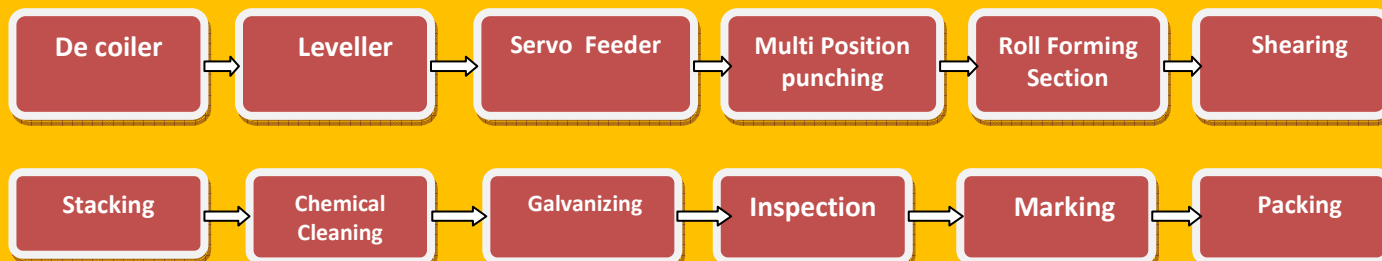 De coiler
Leveller
Servo Feeder
Multi Position
punching
Roll Forming
Section
Shearing
Stacking
Chemical
Cleaning
Galvanizing
Inspection
Marking
Packing